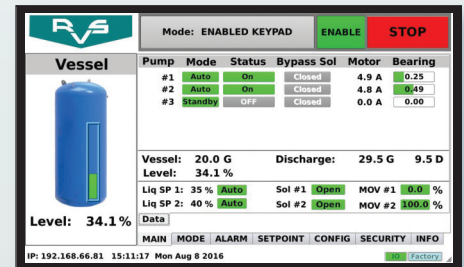 RVS
Mode: ENABLED KEYPAD
ENABLE
STOP
Vessel
Pump Mode Status Bypass Sol Motor Bearing
#1 Auto On Closed 4.9 A 0.25
#2 Auto On Closed 4.8 A 0.49
#3 Standby OFF Closed 0.0 A 0.00
Vessel: 20.0 G Discharge: 29.5 G 9.5 D
Level: 34.1 %
Liq SP 1: 35 % Auto Sol #1 Open MOV #1 0.0 %
Liq SP 2: 40 % Auto Sol #2 Open MOV #2 100.0 %
Level: 34.1%
Data
MAIN MODE ALARM SETPOINT CONFIG SECURITY INFO
IP: 192.168.66.81 15:11:17 Mon Aug 8 2016 IO Factory